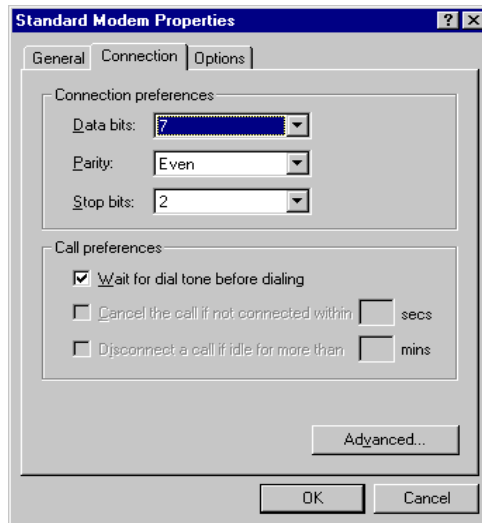 Standard Modem Properties
General Connection Options
Connection preferences
Data bits: 7
Parity: Even
Stop bits: 2
Call preferences
Wait for dial tone before dialing
Cancel the call if not connected within secs
Disconnect a call if idle for more than mins
Advanced...
OK Cancel